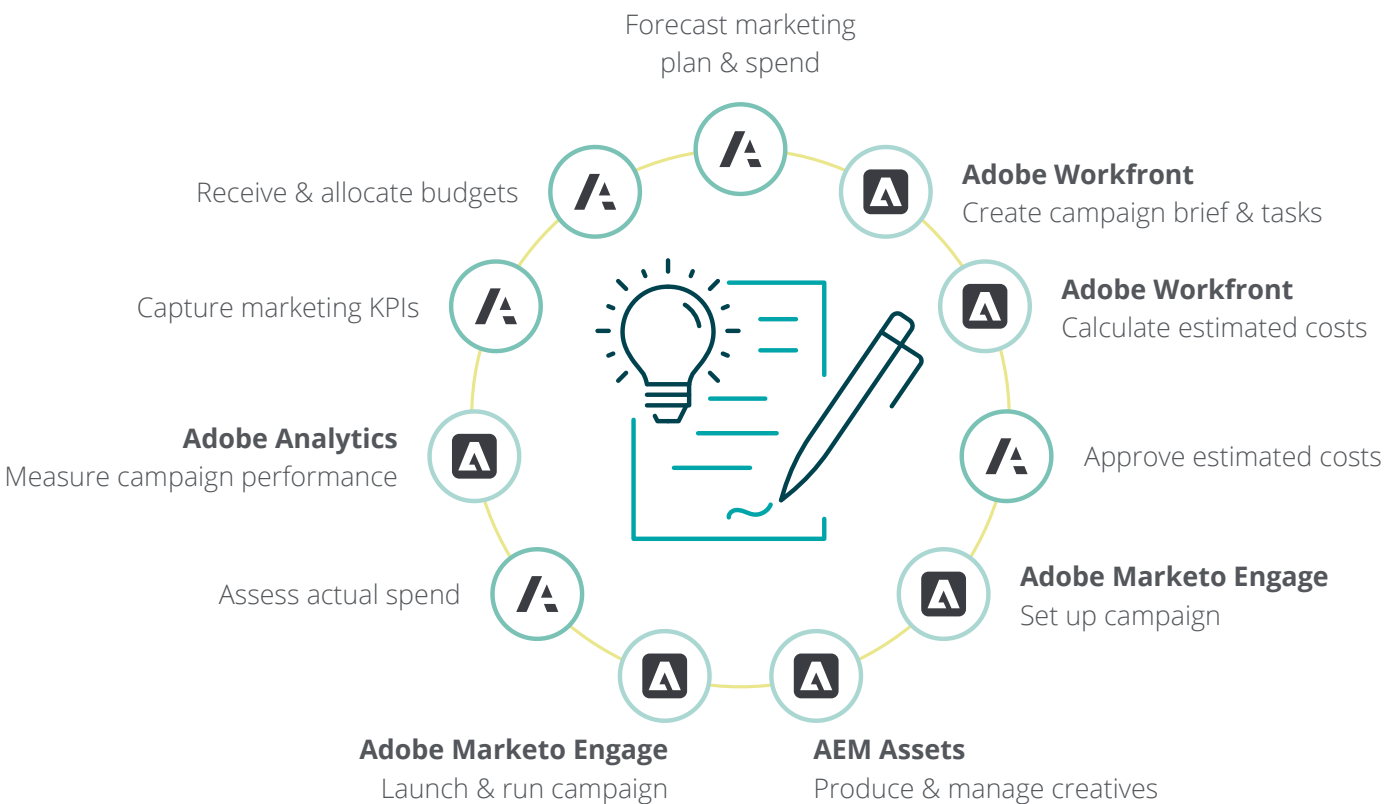 Forecast marketing
plan & spend
Adobe Workfront
Create campaign brief & tasks
Adobe Workfront
Calculate estimated costs
Approve estimated costs
Adobe Marketo Engage
Set up campaign
AEM Assets
Produce & manage creatives
Adobe Marketo Engage
Launch & run campaign
Assess actual spend
Adobe Analytics
Measure campaign performance
Capture marketing KPIs
Receive & allocate budgets